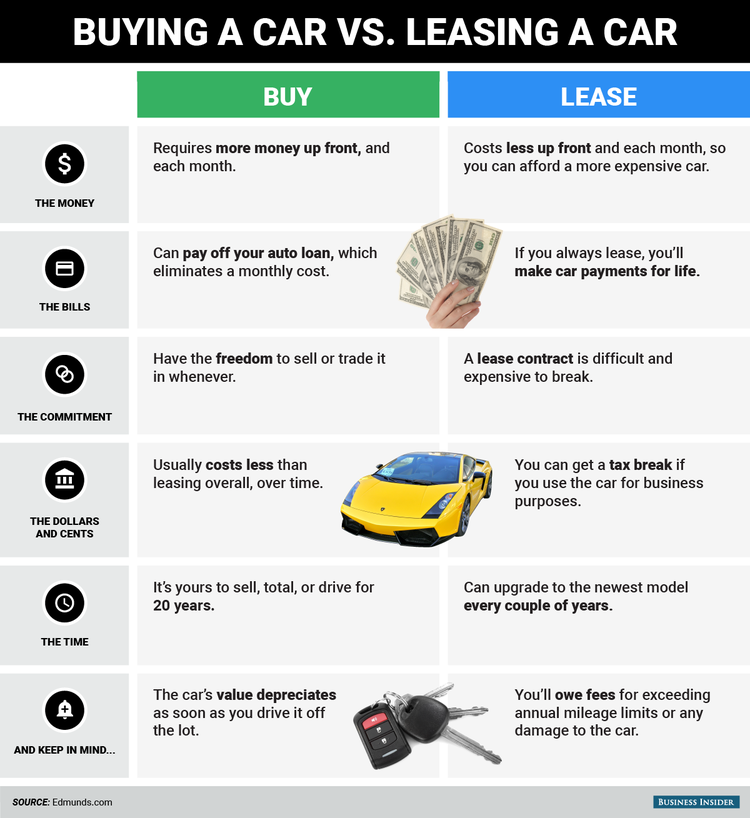 BUYING A CAR VS. LEASING A CAR
BUY
LEASE
THE MONEY
Requires more money up front, and
each month.
Costs less up front and each month, so
you can afford a more expensive car.
THE BILLS
Can pay off your auto loan, which
eliminates a monthly cost.
If you always lease, you’ll
make car payments for life.
THE COMMITMENT
Have the freedom to sell or trade it
in whenever.
A lease contract is difficult and
expensive to break.
THE DOLLARS
AND CENTS
Usually costs less than
leasing overall, over time.
You can get a tax break if
you use the car for business
purposes.
THE TIME
It’s yours to sell, total, or drive for
20 years.
Can upgrade to the newest model
every couple of years.
AND KEEP IN MIND...
The car’s value depreciates
as soon as you drive it off
the lot.
You’ll owe fees for exceeding
annual mileage limits or any
damage to the car.
SOURCE: Edmunds.com
BUSINESS INSIDER